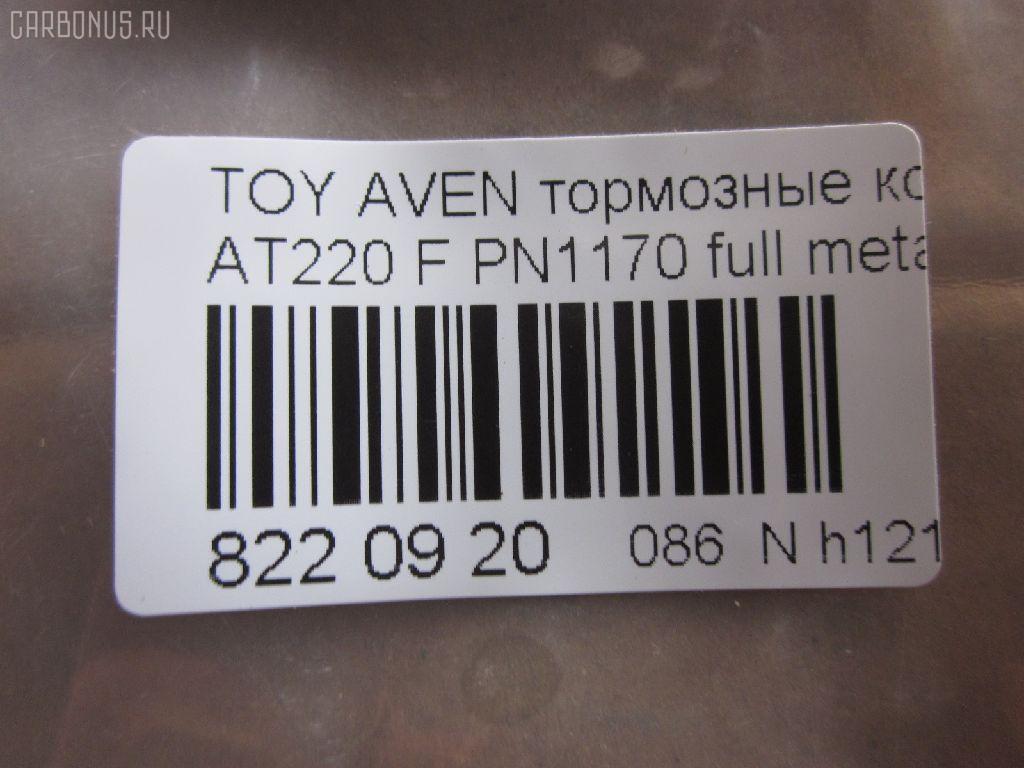 CARBONUS.RU
TOY AVEN тормозные ко
AT220 F PN1170 full meta
822 09 20 086 N h121